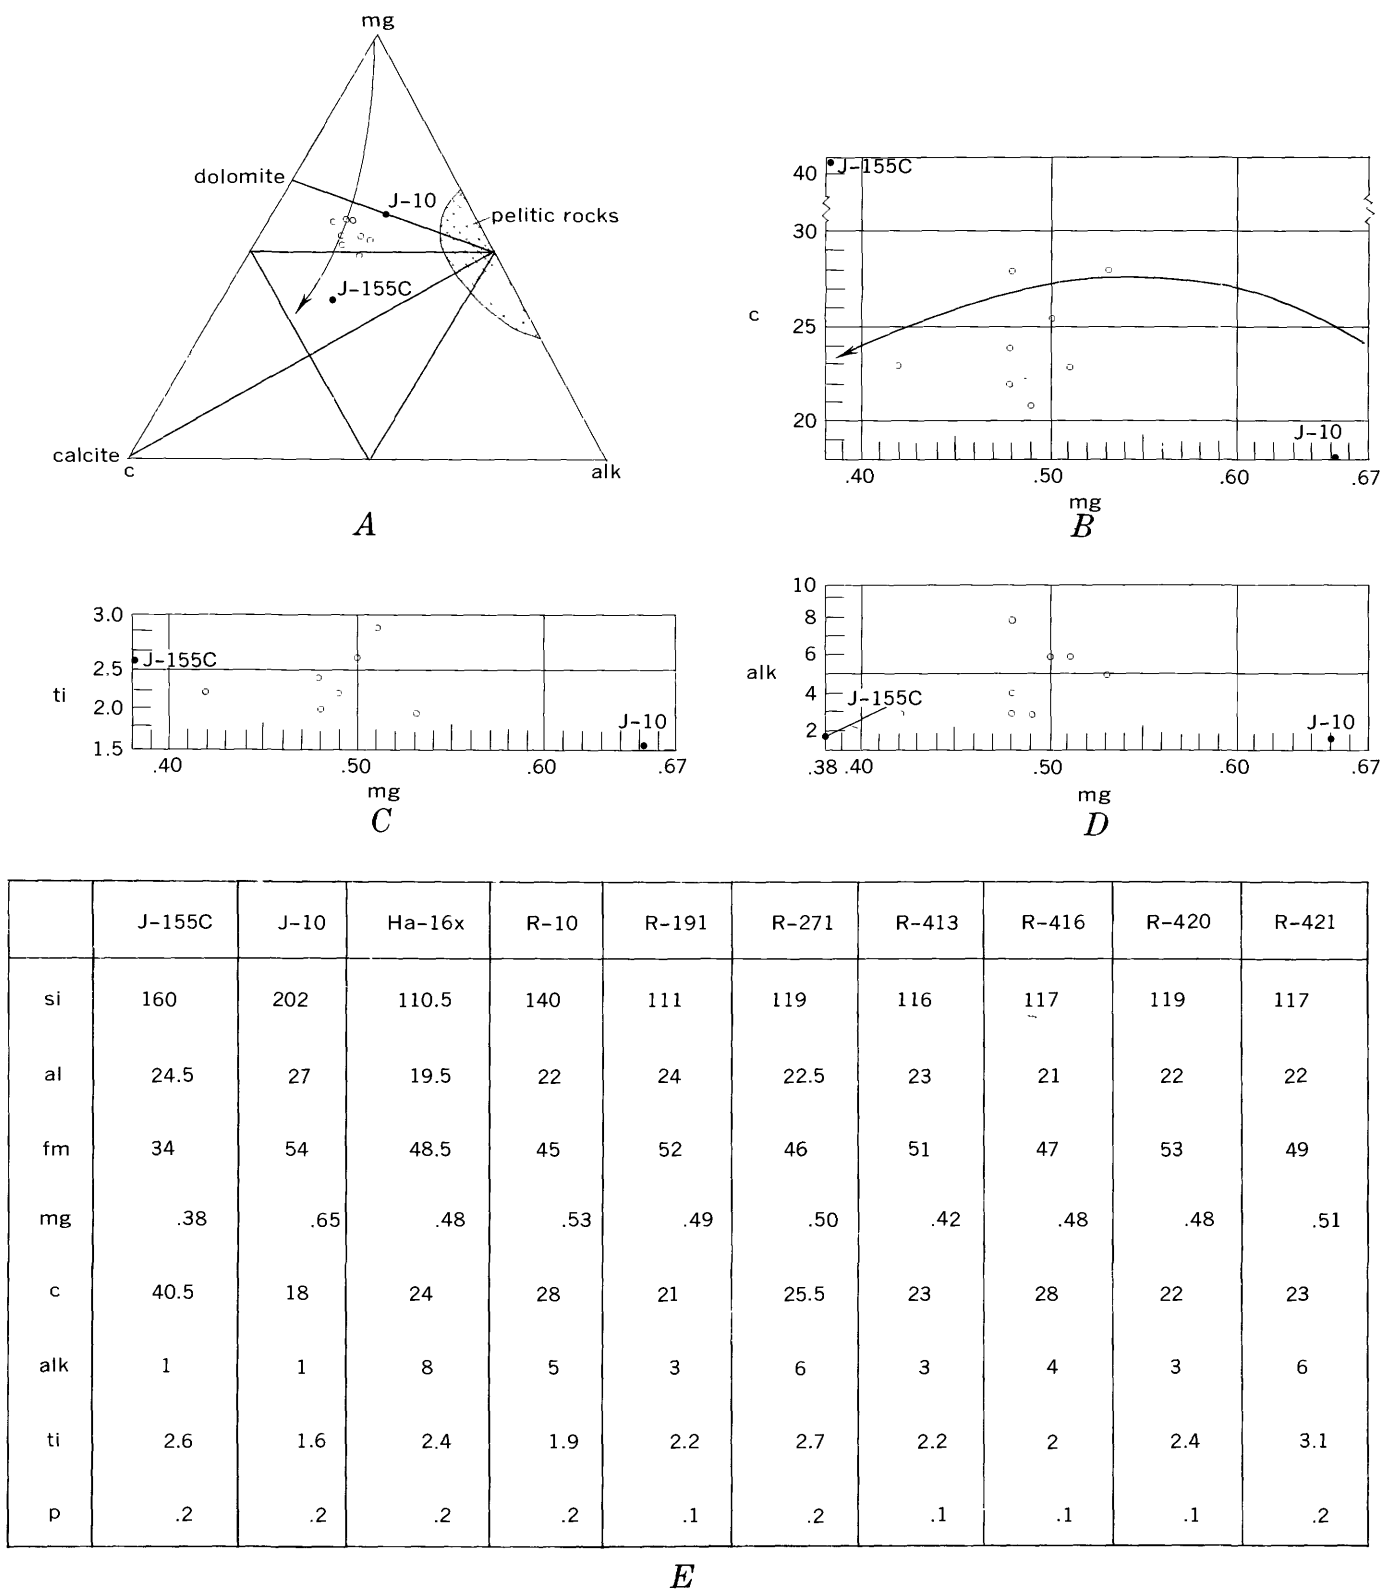 mg
dolomite
J-10
pelitic rocks
J-155C
calcite
c
alk
A
40
J-155C
30
c
25
20
J-10
.40
.50
.60
.67
mg
B
3.0
J-155C
2.5
ti
2.0
J-10
1.5
.40
.50
.60
.67
mg
C
10
8
6
alk
4
J-155C
2
J-10
.38 .40
.50
.60
.67
mg
D
J-155C J-10 Ha-16x R-10 R-191 R-271 R-413 R-416 R-420 R-421
si 160 202 110.5 140 111 119 116 117 119 117
al 24.5 27 19.5 22 24 22.5 23 21 22 22
fm 34 54 48.5 45 52 46 51 47 53 49
mg .38 .65 .48 .53 .49 .50 .42 .48 .48 .51
c 40.5 18 24 28 21 25.5 23 28 22 23
alk 1 1 8 5 3 6 3 4 3 6
ti 2.6 1.6 2.4 1.9 2.2 2.7 2.2 2 2.4 3.1
p .2 .2 .2 .2 .1 .2 .1 .1 .1 .2
E